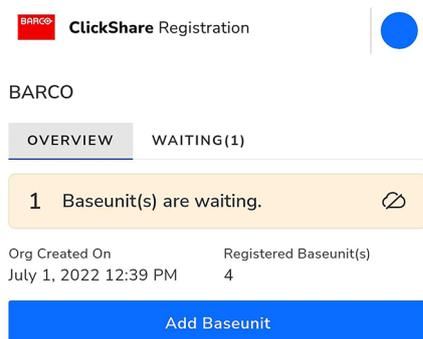 BARCO
ClickShare Registration
BARCO
OVERVIEW WAITING(1)
1 Baseunit(s) are waiting.
Org Created On Registered Baseunit(s)
July 1, 2022 12:39 PM 4
Add Baseunit